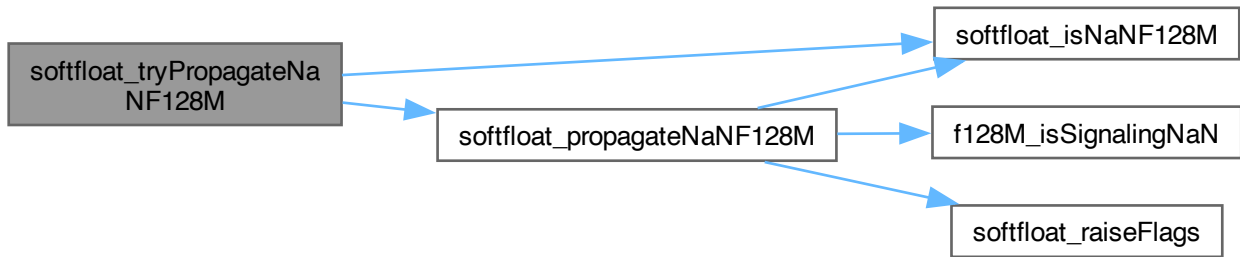 softfloat_tryPropagateNa
NF128M
softfloat_isNaNF128M
softfloat_propagateNaNF128M
f128M_isSignalingNaN
softfloat_raiseFlags